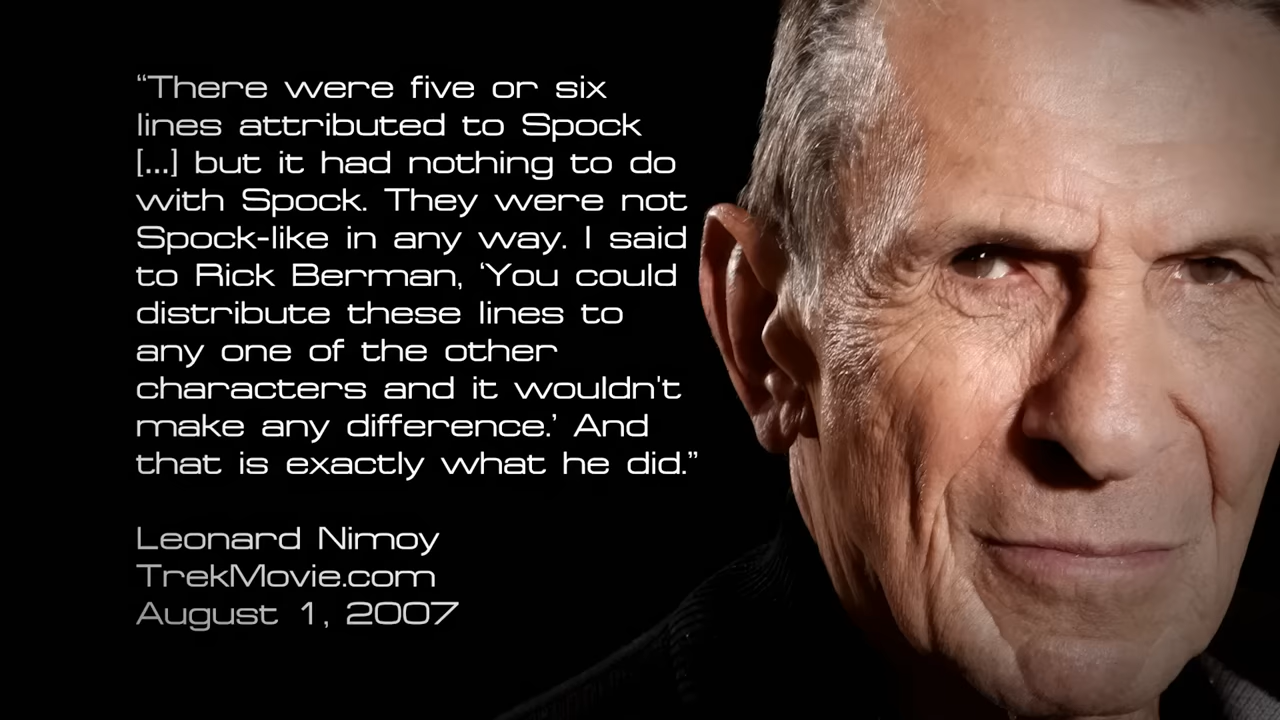 “There were five or six
lines attributed to Spock
[...] but it had nothing to do
with Spock. They were not
Spock-like in any way. I said
to Rick Berman, ‘You could
distribute these lines to
any one of the other
characters and it wouldn't
make any difference.’ And
that is exactly what he did.”
Leonard Nimoy
TrekMovie.com
August 1, 2007